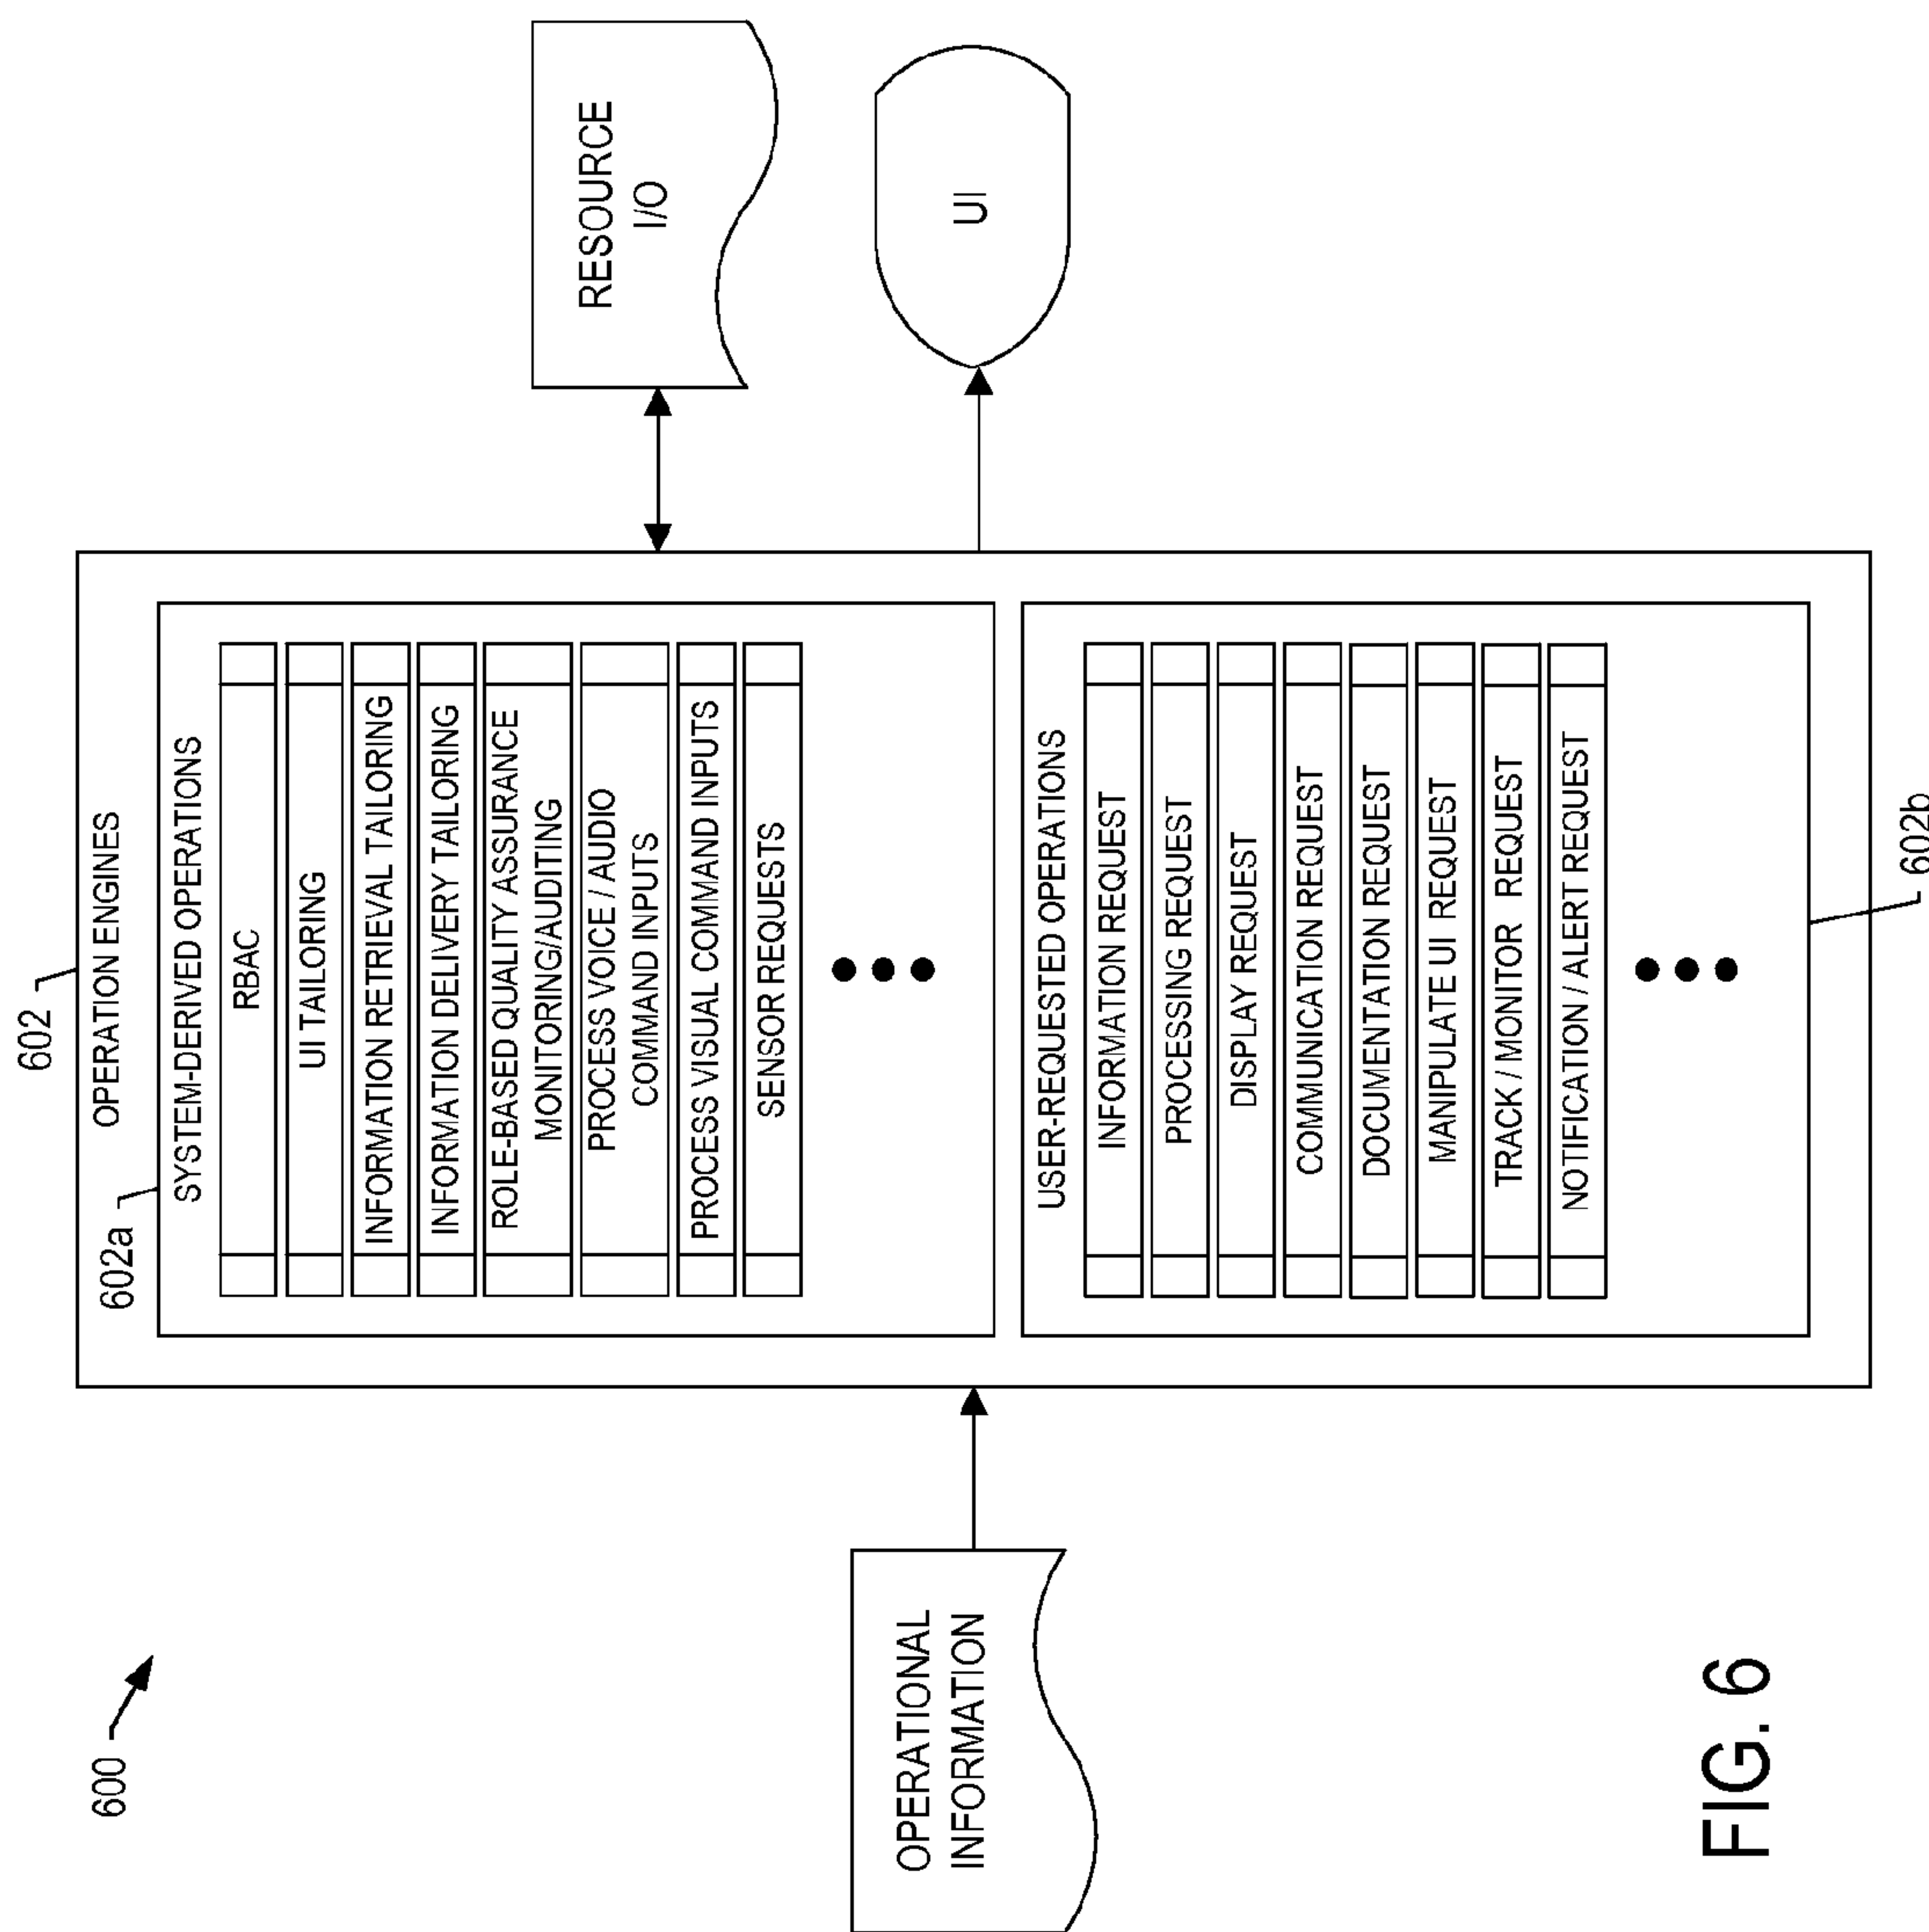 600
602
602a
OPERATION ENGINES
SYSTEM-DERIVED OPERATIONS
RBAC
UI TAILORING
INFORMATION RETRIEVAL TAILORING
INFORMATION DELIVERY TAILORING
ROLE-BASED QUALITY ASSURANCE
MONITORING/AUDITING
PROCESS VOICE / AUDIO
COMMAND INPUTS
PROCESS VISUAL COMMAND INPUTS
SENSOR REQUESTS
USER-REQUESTED OPERATIONS
INFORMATION REQUEST
PROCESSING REQUEST
DISPLAY REQUEST
COMMUNICATION REQUEST
DOCUMENTATION REQUEST
MANIPULATE UI REQUEST
TRACK / MONITOR REQUEST
NOTIFICATION / ALERT REQUEST
602b
OPERATIONAL
INFORMATION
RESOURCE
I/O
UI
FIG. 6